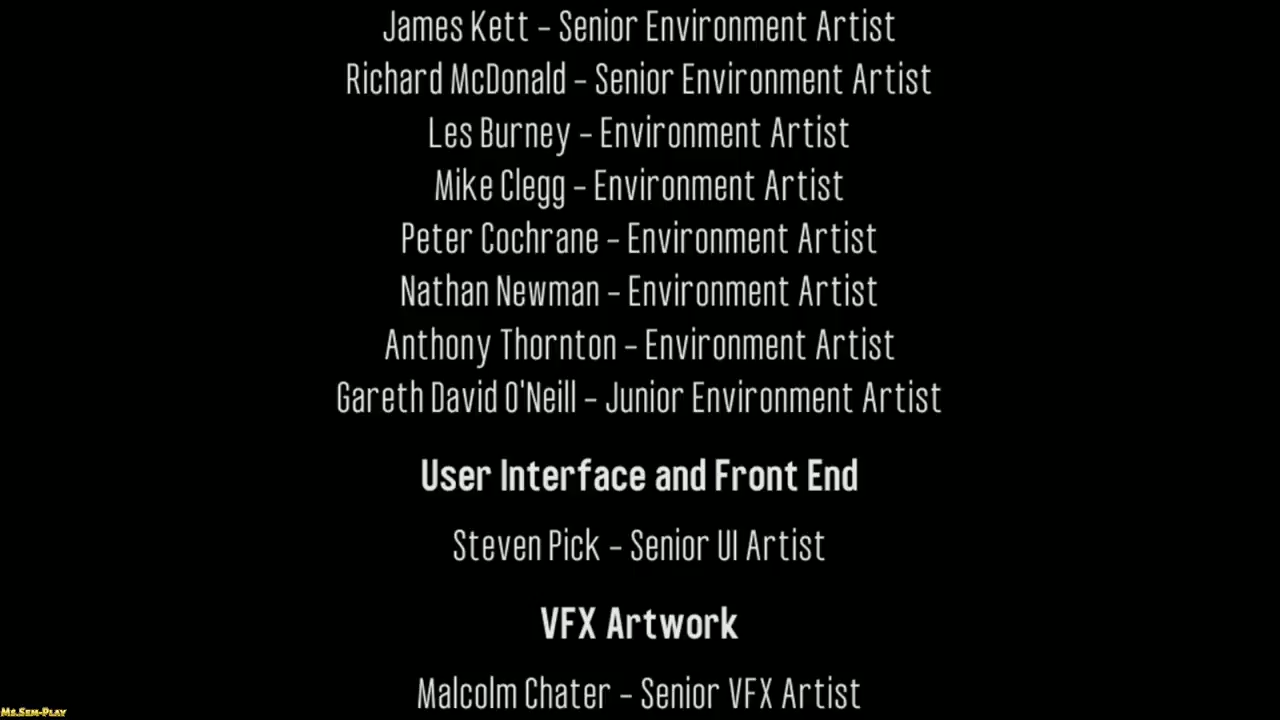 James Kett – Senior Environment Artist
Richard McDonald – Senior Environment Artist
Les Burney – Environment Artist
Mike Clegg – Environment Artist
Peter Cochrane – Environment Artist
Nathan Newman – Environment Artist
Anthony Thornton – Environment Artist
Gareth David O'Neill – Junior Environment Artist
User Interface and Front End
Steven Pick – Senior UI Artist
VFX Artwork
Malcolm Chater – Senior VFX Artist
Ms.Sem-Play